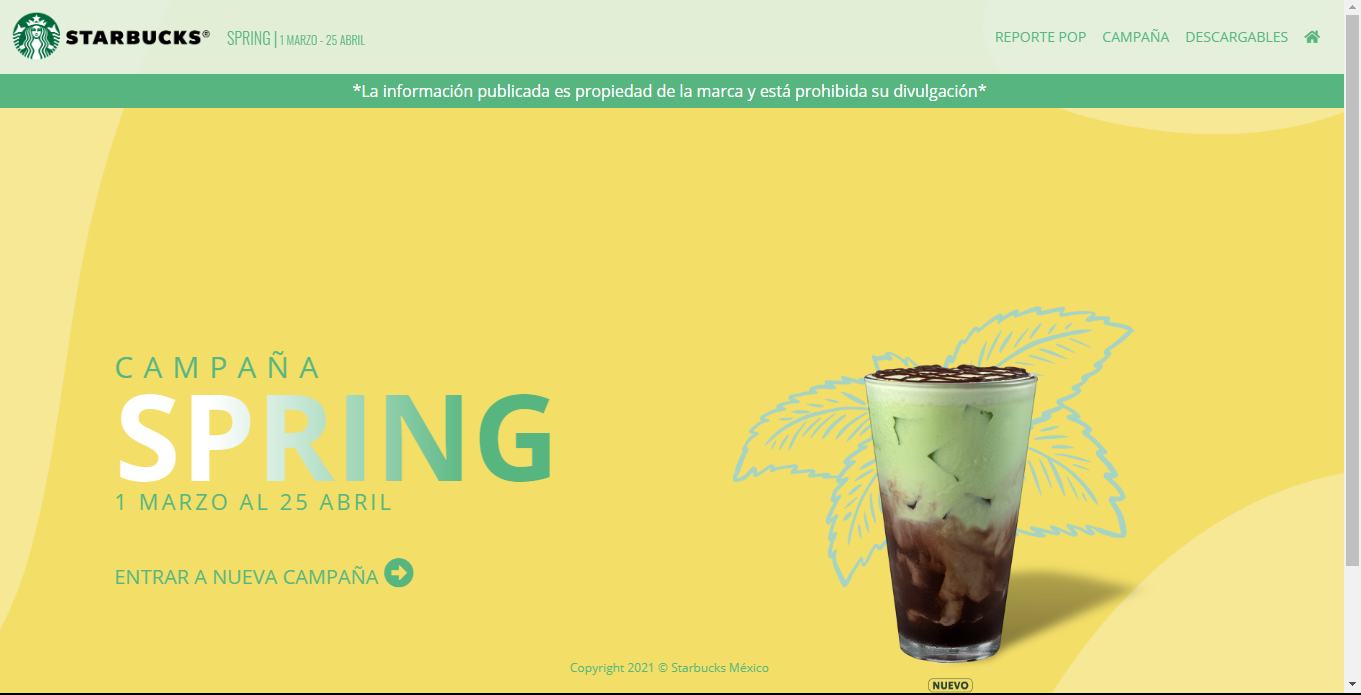 STARBUCKS®
SPRING | 1 MARZO - 25 ABRIL
REPORTE POP
CAMPAÑA
DESCARGABLES
*La información publicada es propiedad de la marca y está prohibida su divulgación*
CAMPAÑA
SPRING
1 MARZO AL 25 ABRIL
ENTRAR A NUEVA CAMPAÑA
Copyright 2021 © Starbucks México
NUEVO